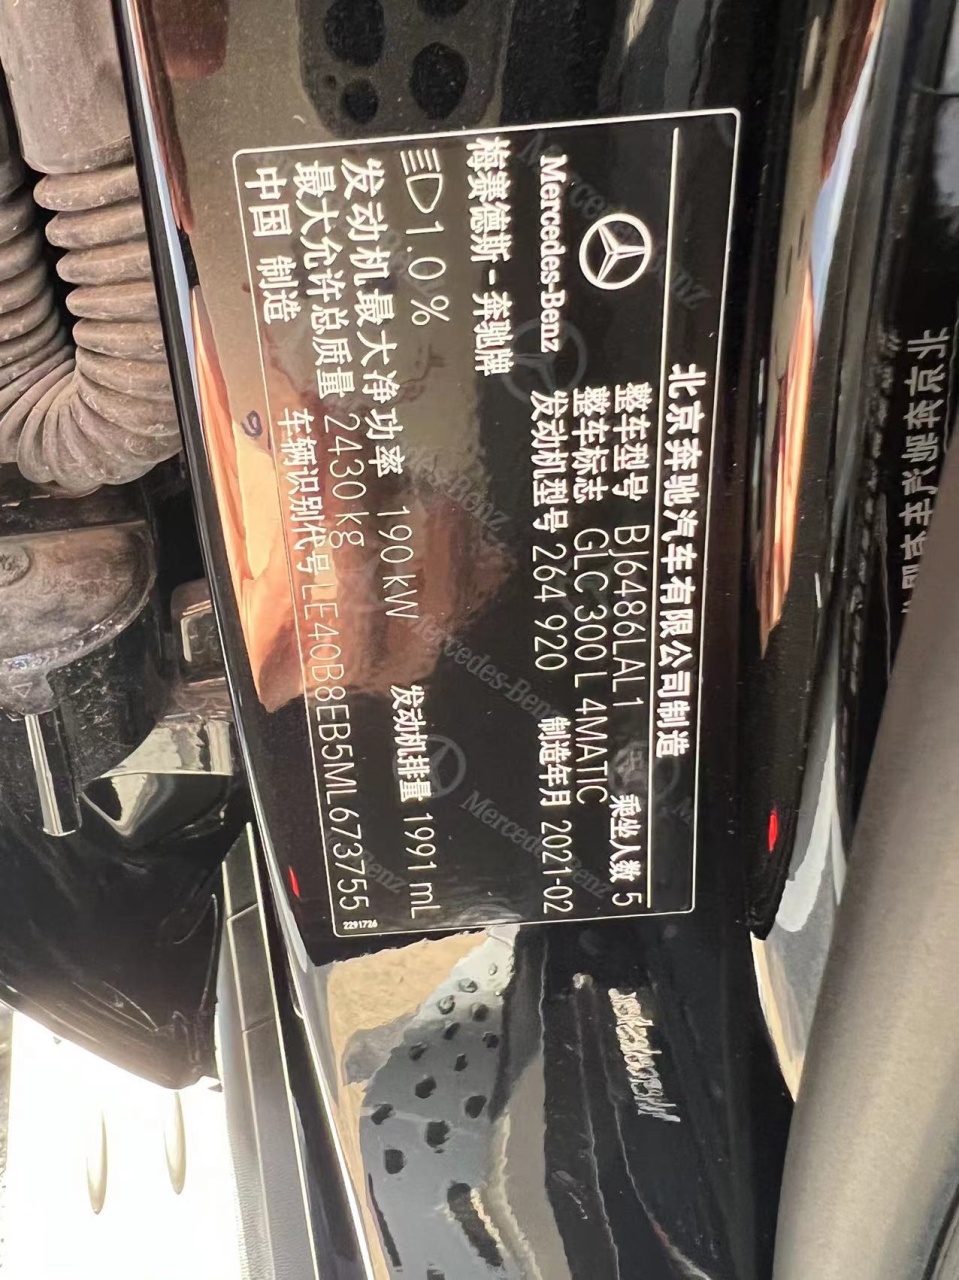 北京奔驰汽车有限公司制造
Mercedes-Benz
整车型号 BJ6486LAL1 乘坐人数 5
整车标志 GLC 300 L 4MATIC
发动机型号 264 920 制造年月 2021-02
梅赛德斯-奔驰牌
1.0 %
发动机最大净功率 190 kW 发动机排量 1991 mL
最大允许总质量 2430 kg
中国 制造 车辆识别代号 LE40B8EB5ML673755
2291726